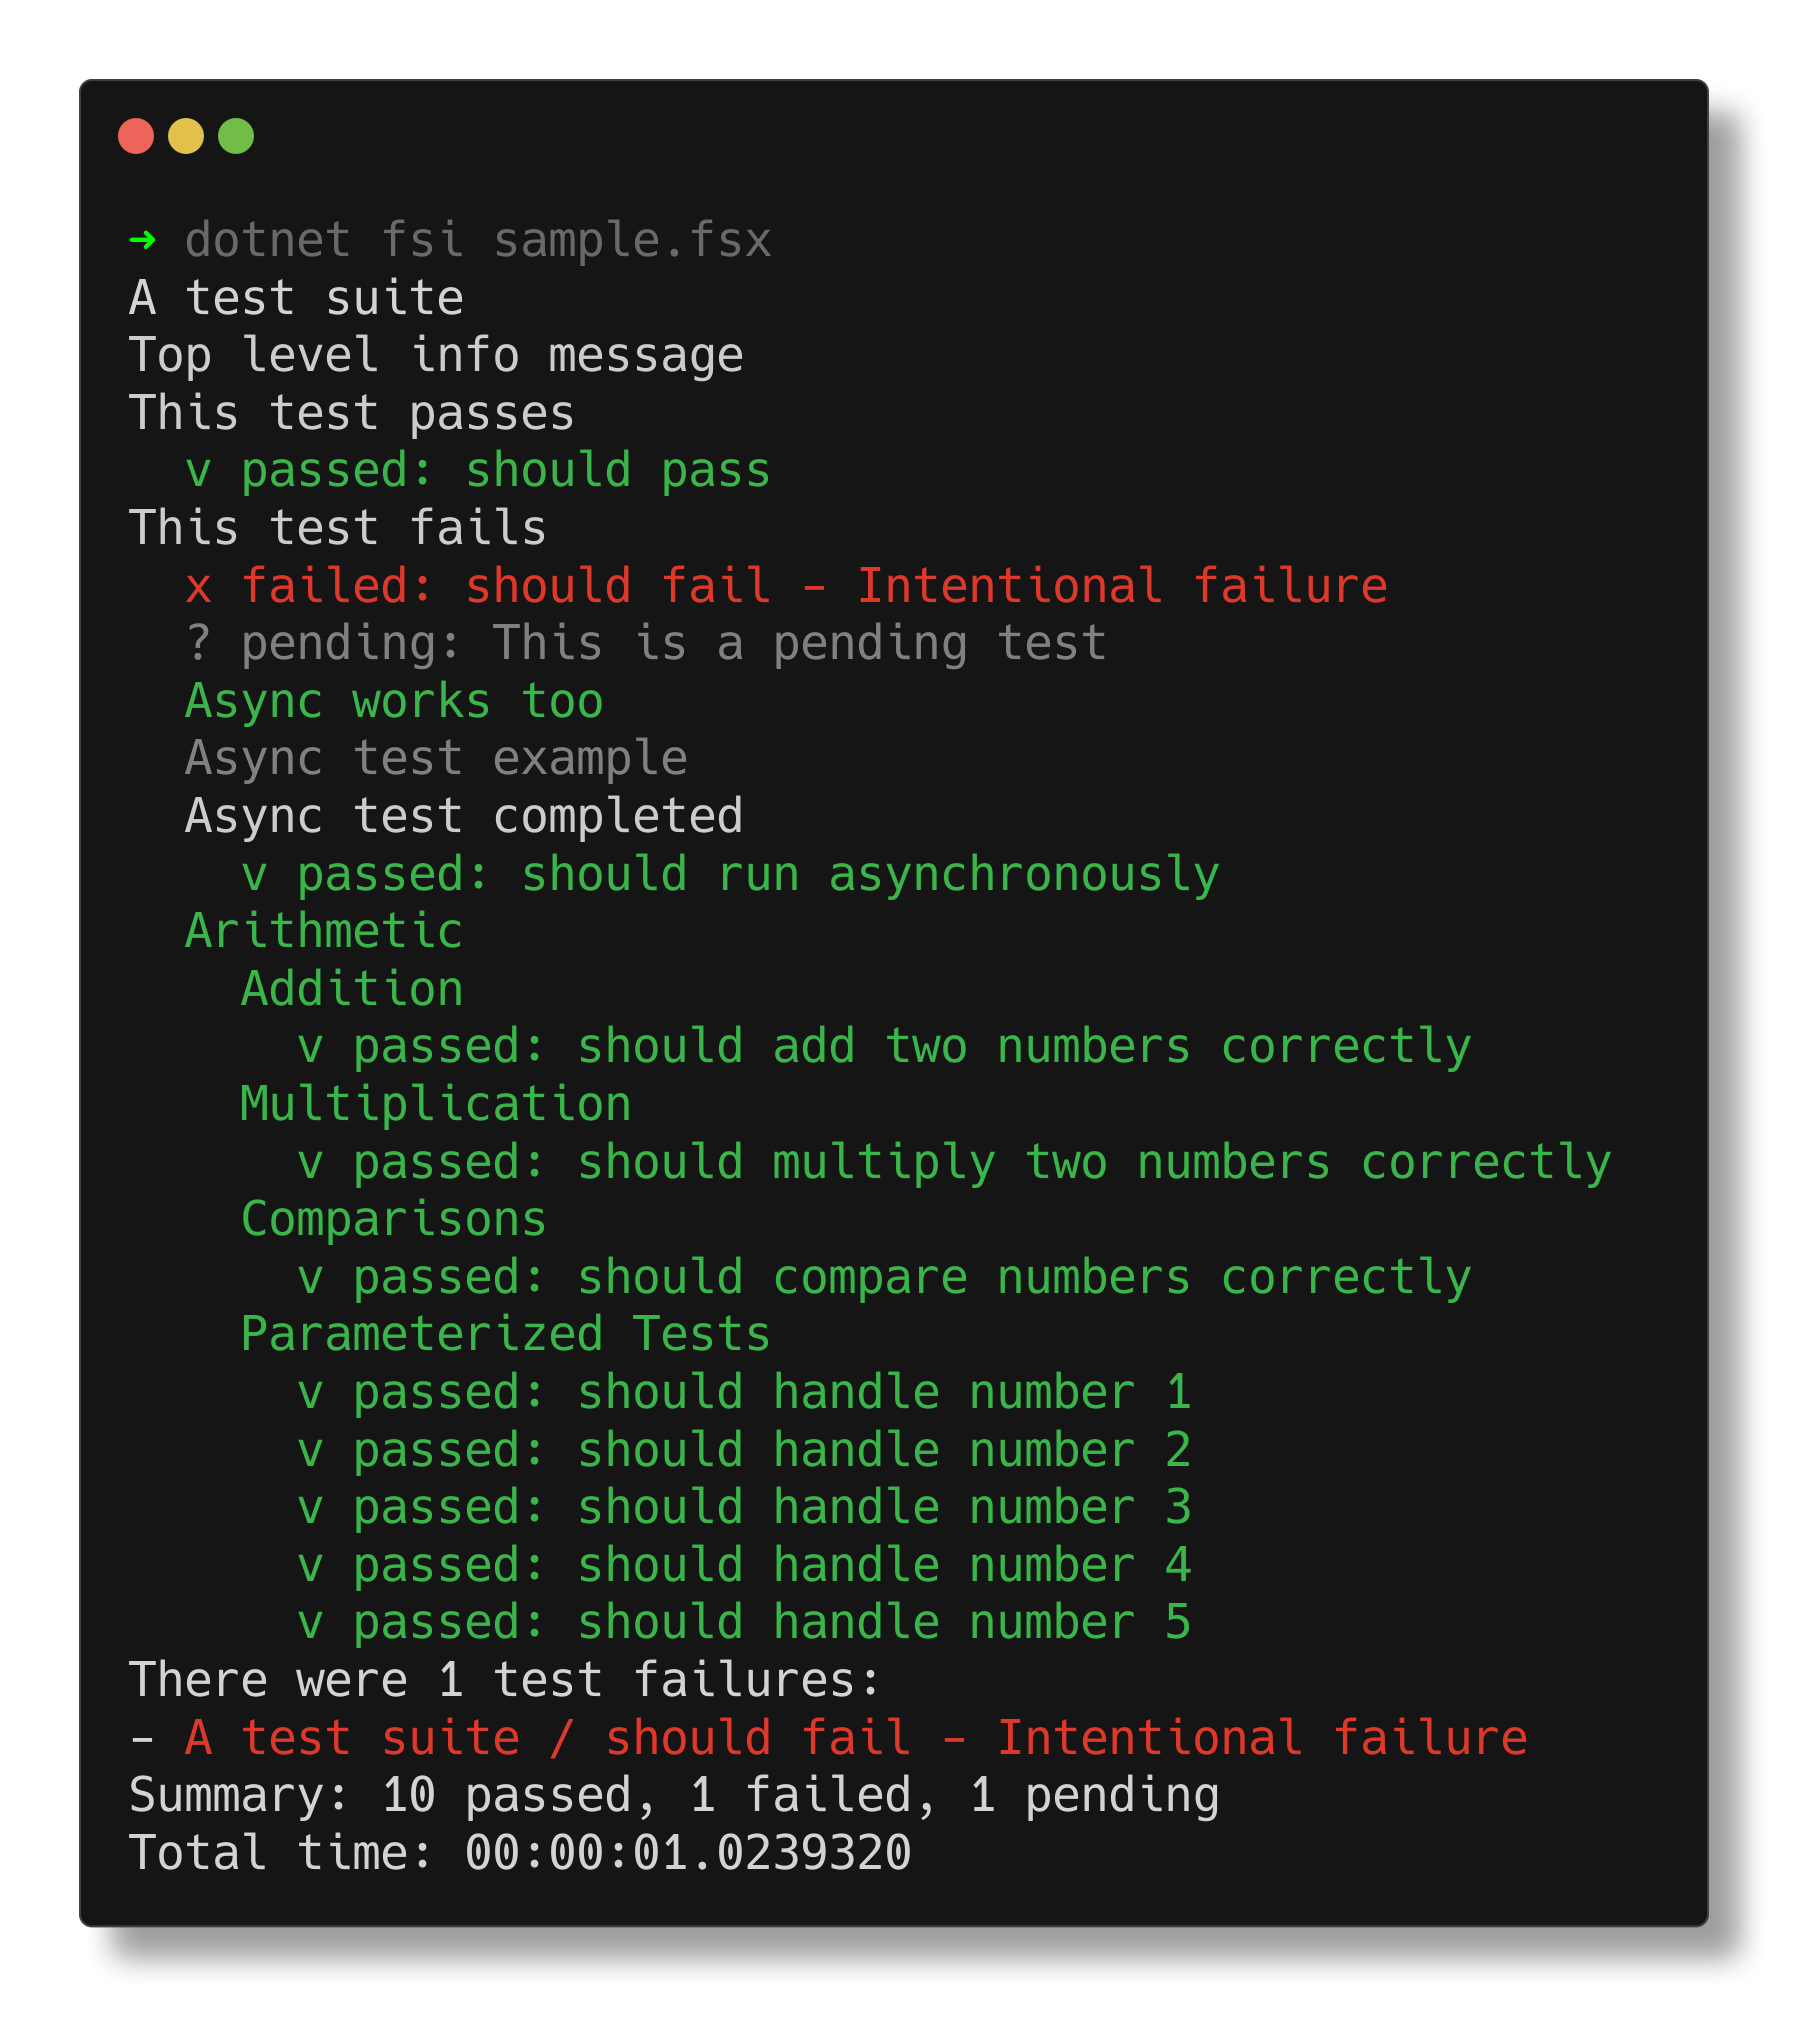 ➜ dotnet fsi sample.fsx
A test suite
Top level info message
This test passes
  v passed: should pass
This test fails
  x failed: should fail - Intentional failure
  ? pending: This is a pending test
  Async works too
  Async test example
  Async test completed
    v passed: should run asynchronously
  Arithmetic
    Addition
      v passed: should add two numbers correctly
    Multiplication
      v passed: should multiply two numbers correctly
    Comparisons
      v passed: should compare numbers correctly
    Parameterized Tests
      v passed: should handle number 1
      v passed: should handle number 2
      v passed: should handle number 3
      v passed: should handle number 4
      v passed: should handle number 5
There were 1 test failures:
- A test suite / should fail - Intentional failure
Summary: 10 passed, 1 failed, 1 pending
Total time: 00:00:01.0239320